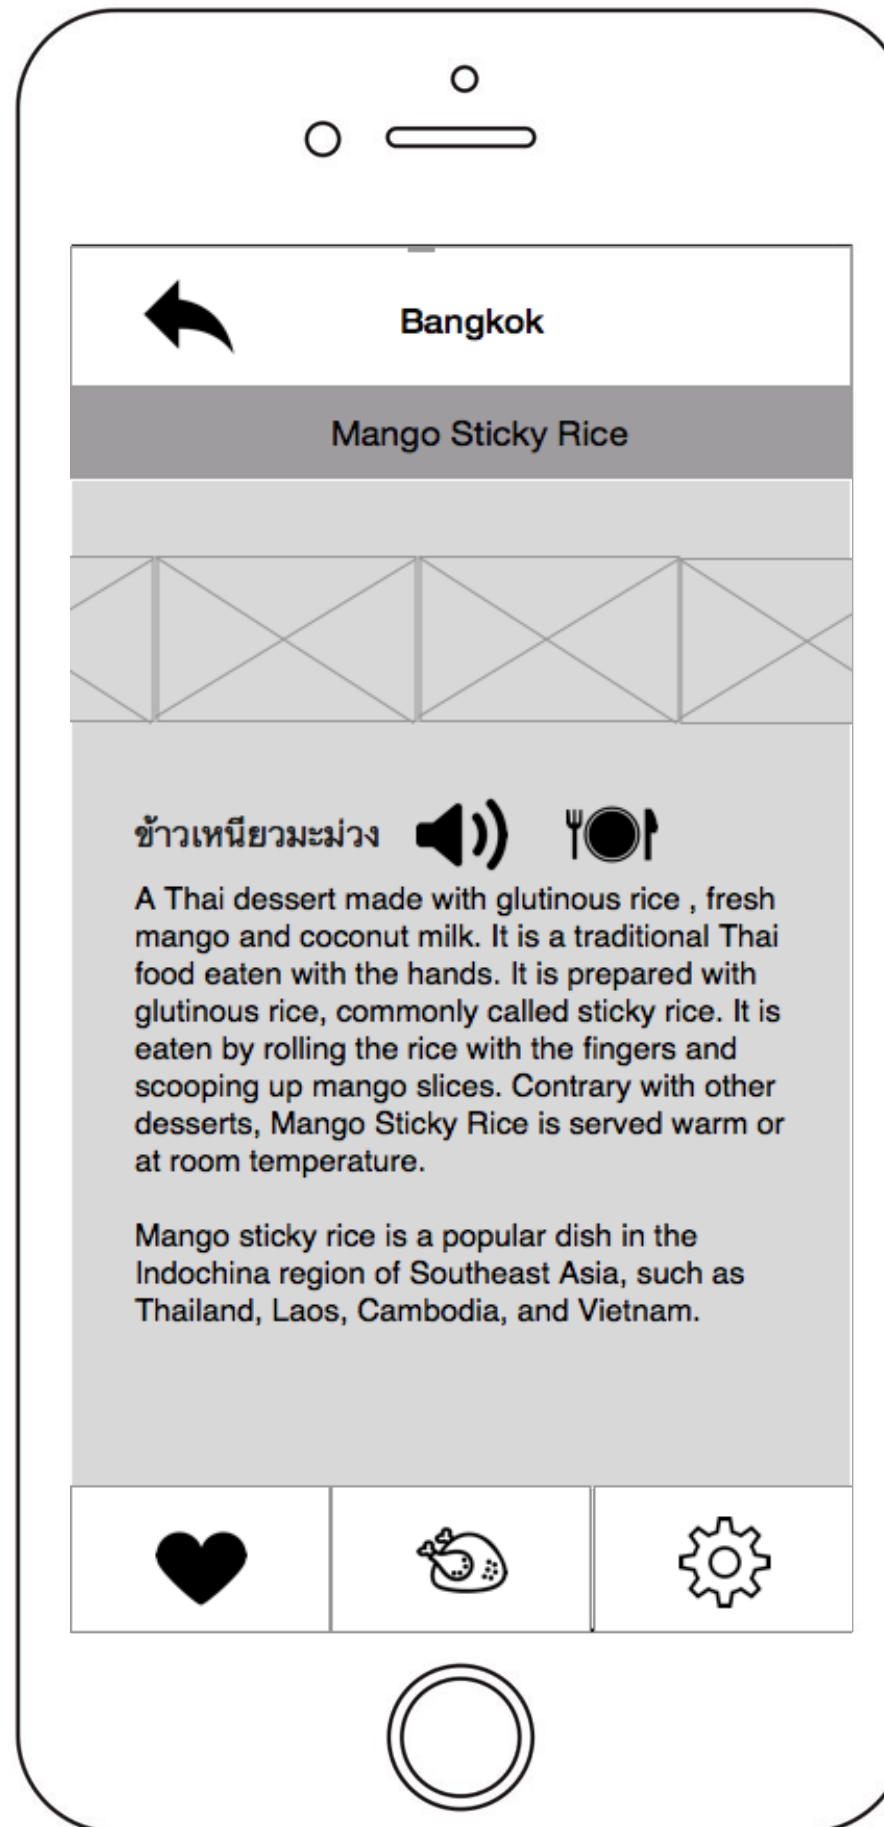 Bangkok
Mango Sticky Rice
ข้าวเหนียวมะม่วง
A Thai dessert made with glutinous rice , fresh
mango and coconut milk. It is a traditional Thai
food eaten with the hands. It is prepared with
glutinous rice, commonly called sticky rice. It is
eaten by rolling the rice with the fingers and
scooping up mango slices. Contrary with other
desserts, Mango Sticky Rice is served warm or
at room temperature.
Mango sticky rice is a popular dish in the
Indochina region of Southeast Asia, such as
Thailand, Laos, Cambodia, and Vietnam.